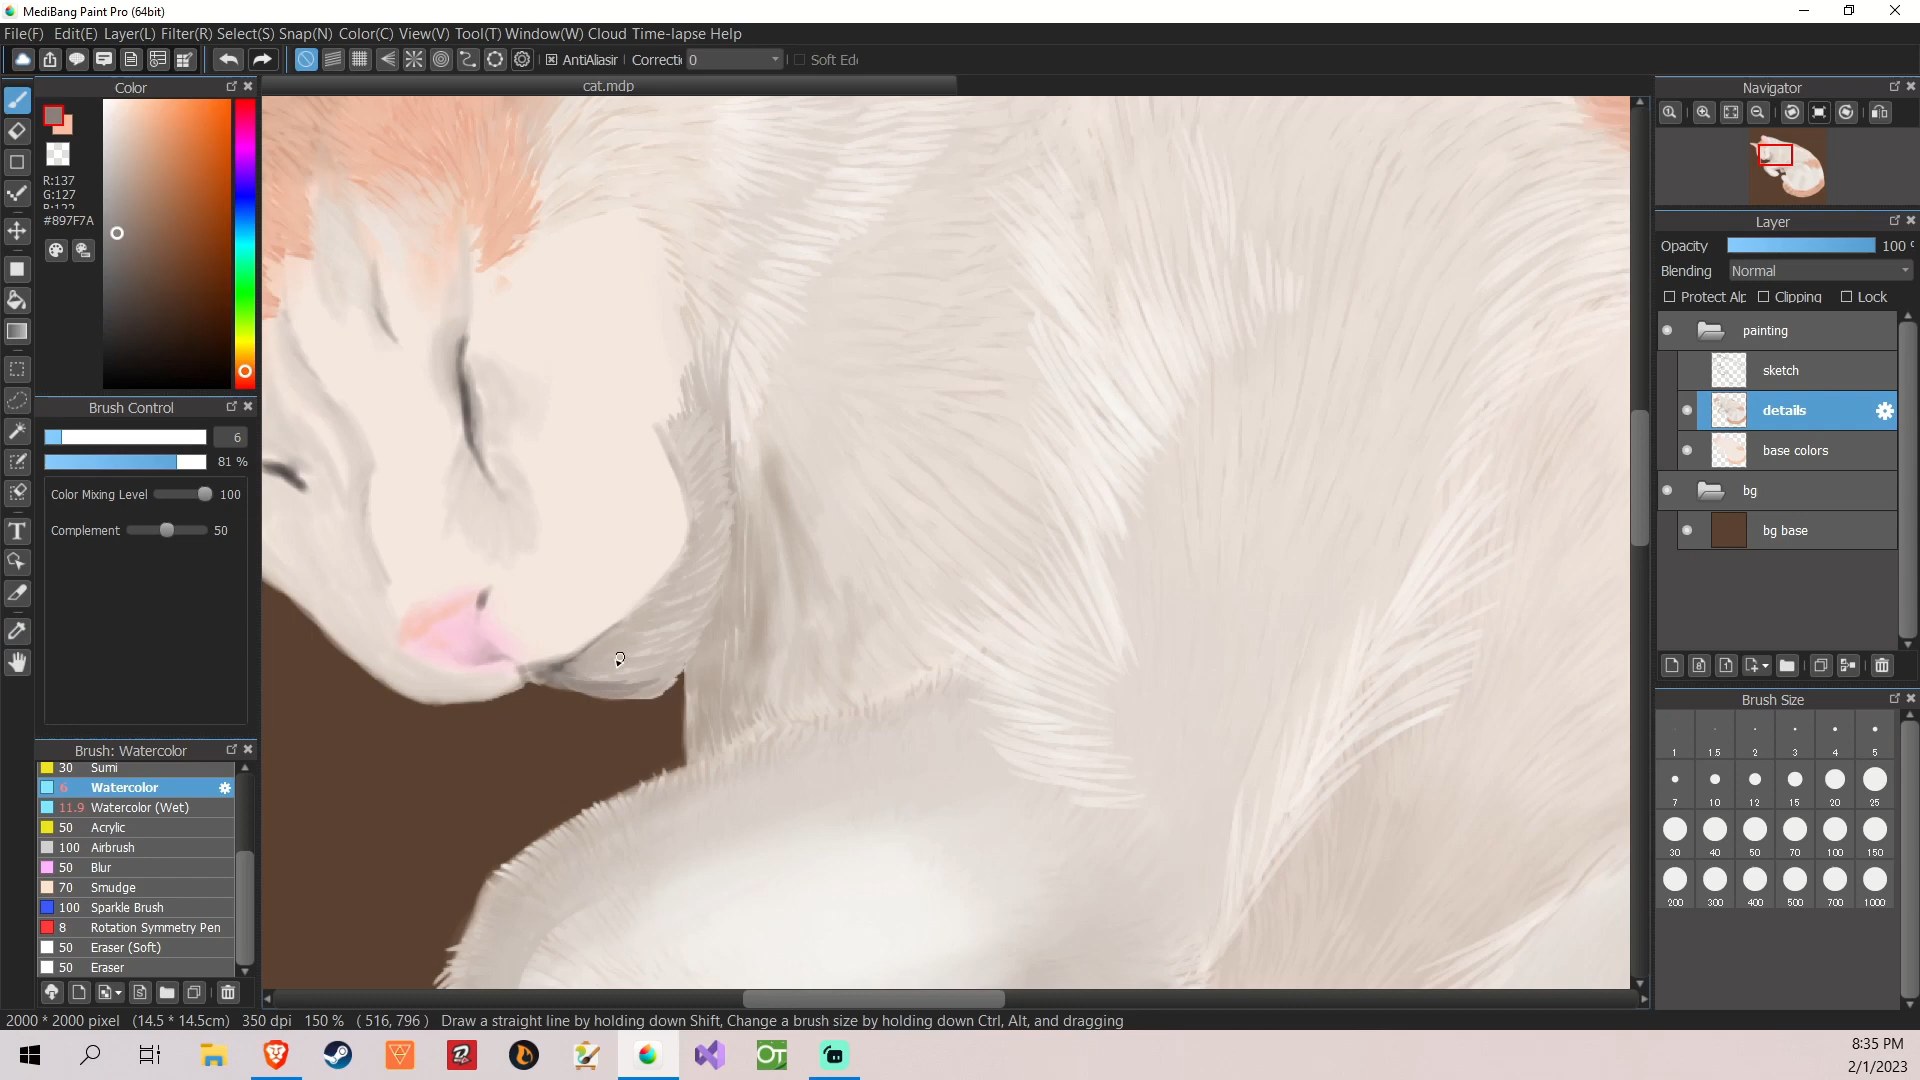 MediBang Paint Pro (64bit)
File(F) Edit(E) Layer(L) Filter(R) Select(S) Snap(N) Color(C) View(V) Tool(T) Window(W) Cloud Time-lapse Help
AntiAliasir Correcti 0 Soft Ed
cat.mdp
Color
R:137
G:127
B:122
#897F7A
Brush Control
6
81 %
Color Mixing Level 100
Complement 50
Brush: Watercolor
30 Sumi
6 Watercolor
11.9 Watercolor (Wet)
50 Acrylic
100 Airbrush
50 Blur
70 Smudge
100 Sparkle Brush
8 Rotation Symmetry Pen
50 Eraser (Soft)
50 Eraser
Navigator
Layer
Opacity 100
Blending Normal
Protect Alp Clipping Lock
painting
sketch
details
base colors
bg
bg base
Brush Size
1 1.5 2 3 4 5
7 10 12 15 20 25
30 40 50 70 100 150
200 300 400 500 700 1000
2000 * 2000 pixel (14.5 * 14.5cm) 350 dpi 150 % ( 516, 796 ) Draw a straight line by holding down Shift, Change a brush size by holding down Ctrl, Alt, and dragging
OT
8:35 PM
2/1/2023